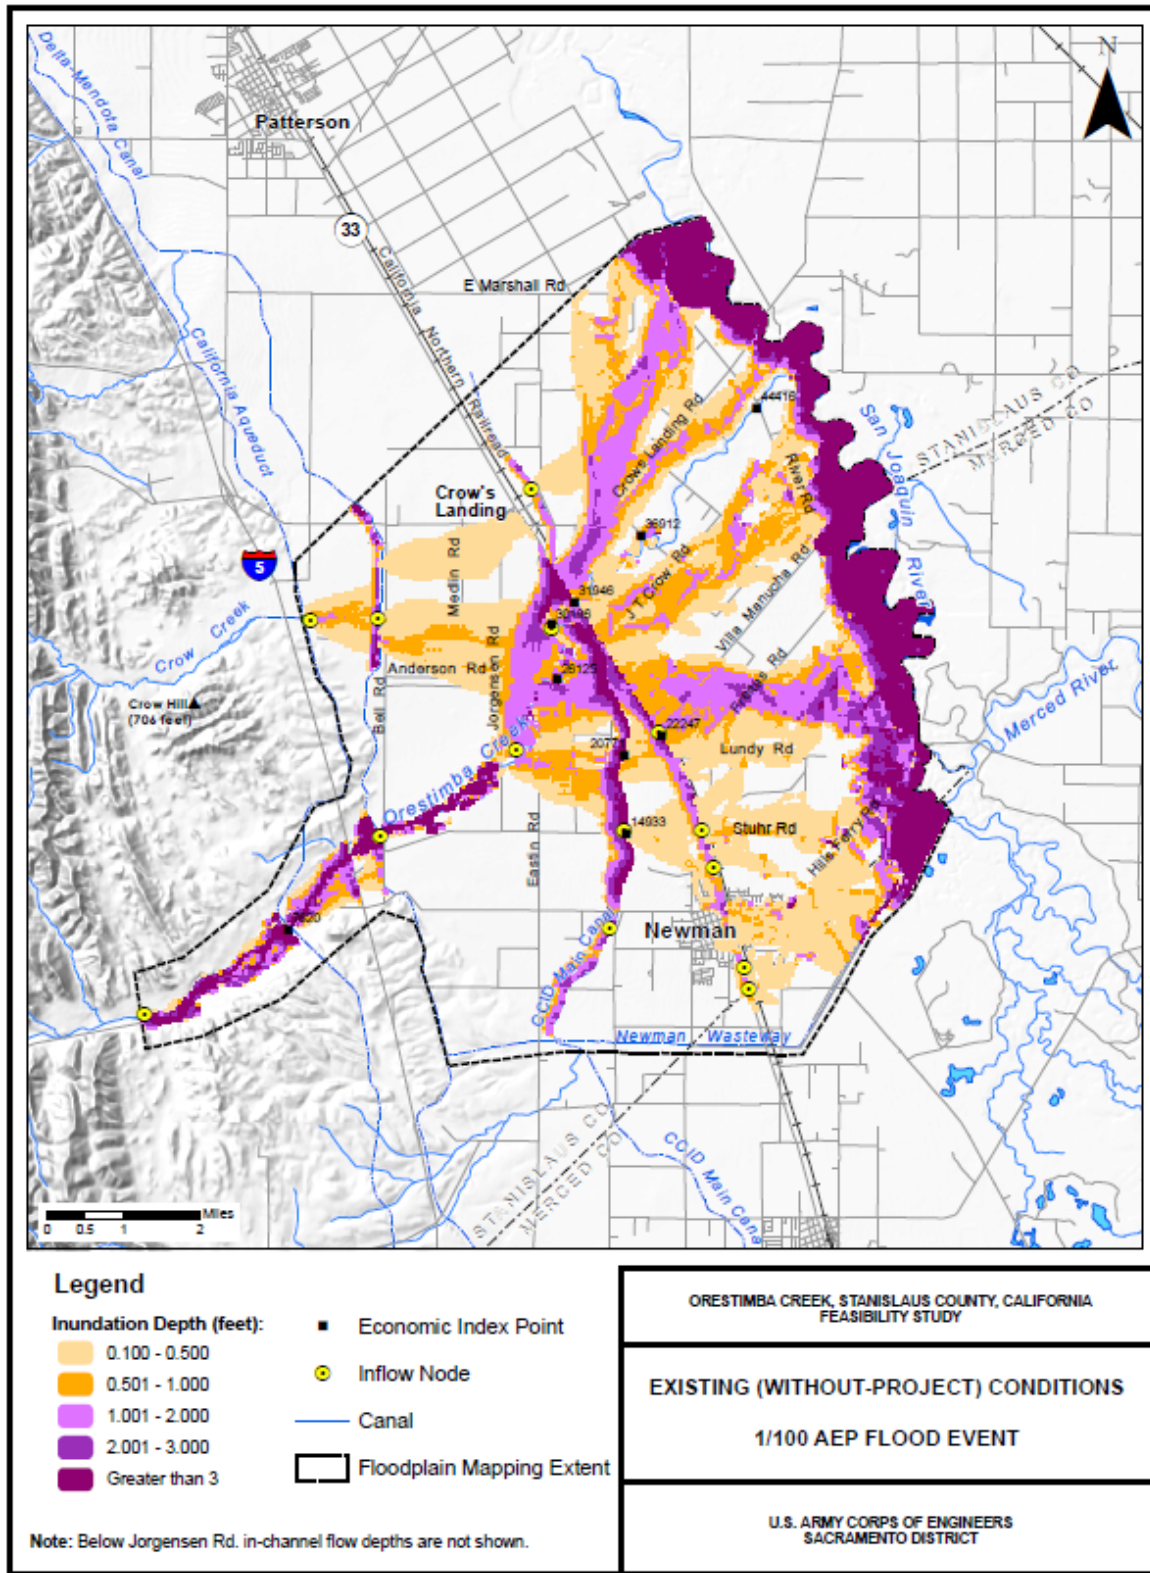 N
Delta-Mendota Canal
Patterson
33
California Northern Railroad
E Marshall Rd
California Aqueduct
44416
Crows Landing Rd
San Joaquin River
STANISLAUS CO
MERCED CO
River Rd
Crow's
Landing
36912
5
Medlin Rd
31946
J T Crow Rd
Villa Manucha Rd
Crow Creek
Anderson Rd
Jorgensen Rd
Merced River
Crow Hill
(706 feet)
Bell Rd
22247
Lundy Rd
Orestimba Creek
14933
Stuhr Rd
Eastin Rd
Hills Ferry Rd
Newman
CCID Main Canal
Newman Wasteway
STANISLAUS CO
MERCED CO
CCID Main Canal
Miles
0 0.5 1 2
Legend
Inundation Depth (feet):
0.100 - 0.500
0.501 - 1.000
1.001 - 2.000
2.001 - 3.000
Greater than 3
Economic Index Point
Inflow Node
Canal
Floodplain Mapping Extent
Note: Below Jorgensen Rd. in-channel flow depths are not shown.
ORESTIMBA CREEK, STANISLAUS COUNTY, CALIFORNIA
FEASIBILITY STUDY
EXISTING (WITHOUT-PROJECT) CONDITIONS
1/100 AEP FLOOD EVENT
U.S. ARMY CORPS OF ENGINEERS
SACRAMENTO DISTRICT